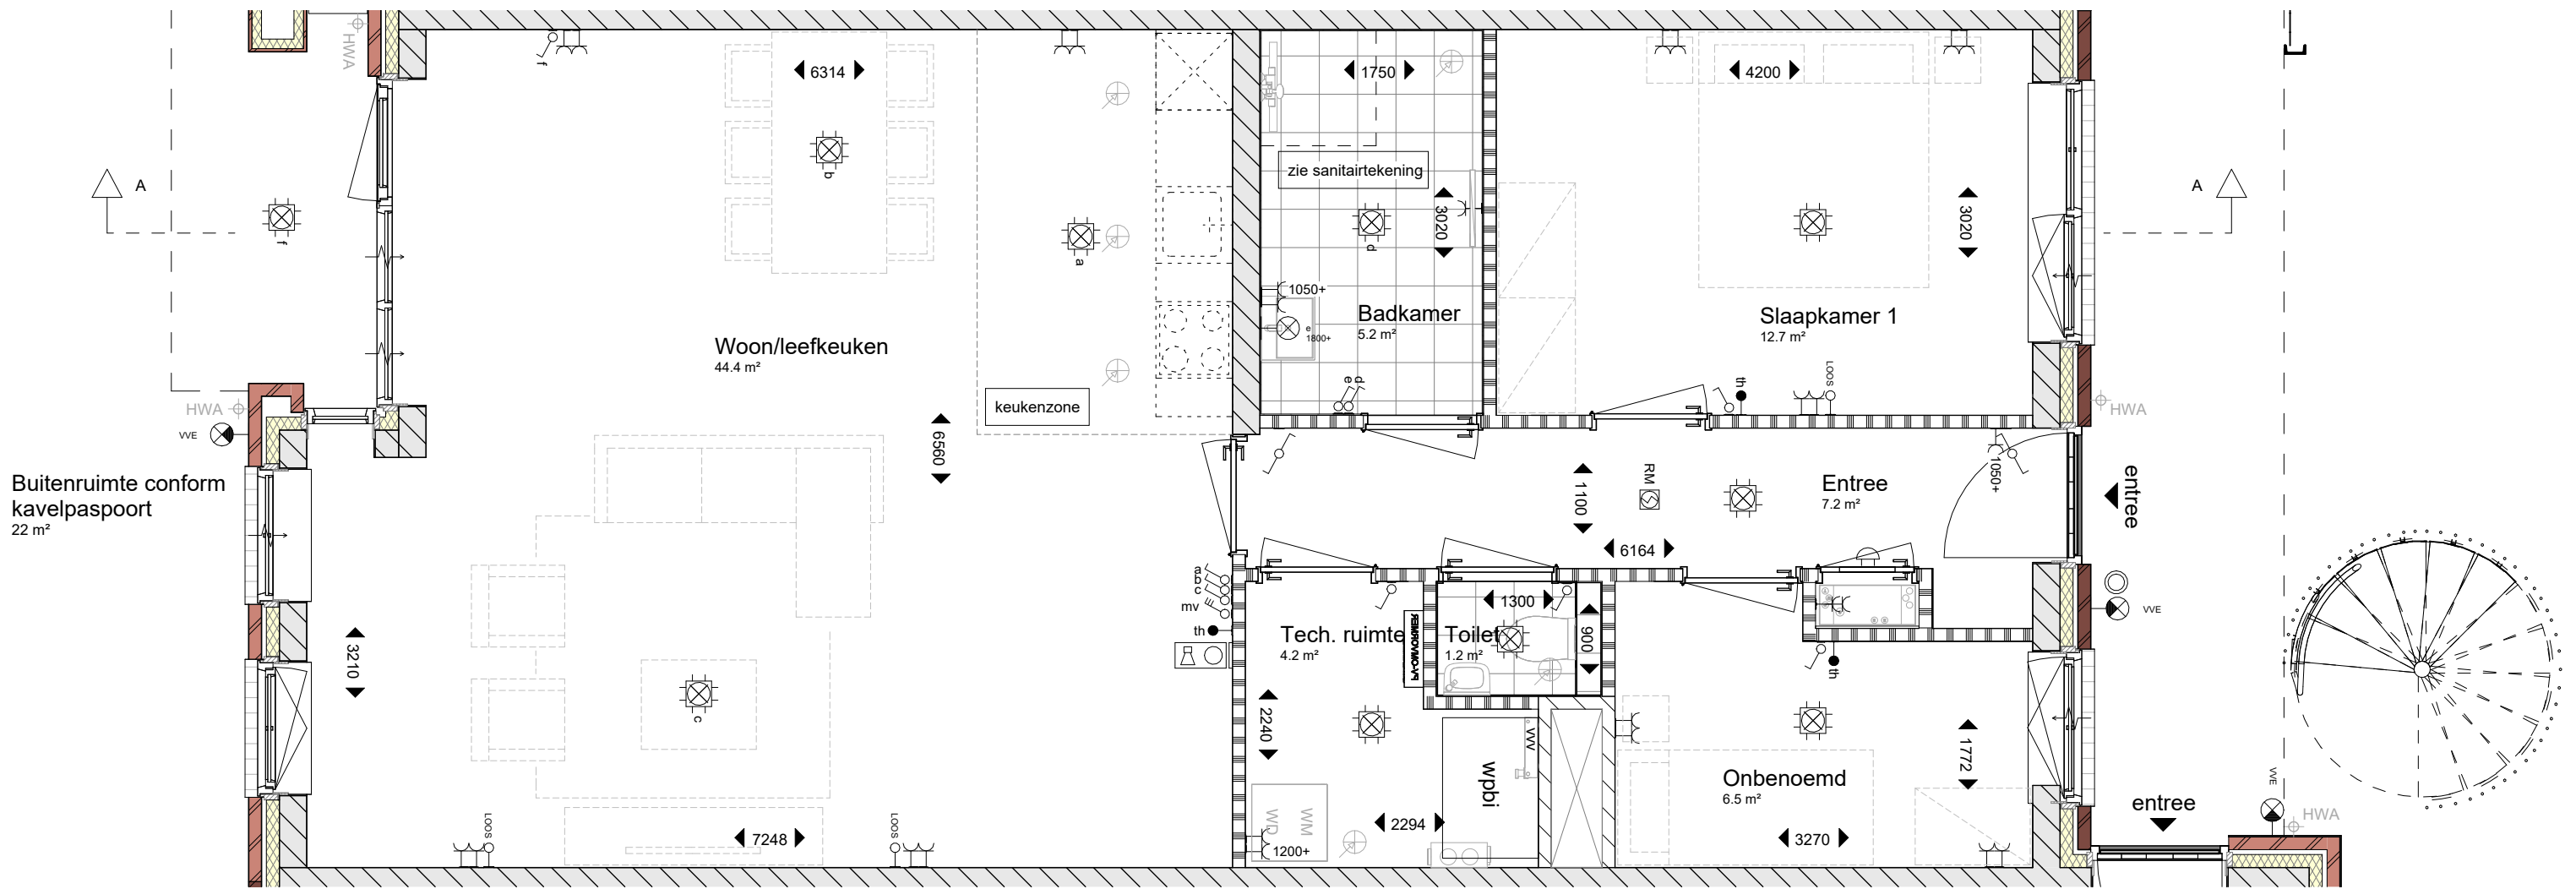 HWA
f
6314
1750
4200
A
f
b
a
zie sanitairtekening
d
3020
3020
A
1050+
e
1800+
Badkamer
5.2 m²
Slaapkamer 1
12.7 m²
Woon/leefkeuken
44.4 m²
keukenzone
e
d
th
LOOS
HWA
VVE
HWA
6560
Buitenruimte conform
kavelpaspoort
22 m²
1100
RM
Entree
7.2 m²
1050+
entree
6164
a
b
c
mv
th
3210
Tech. ruimte
4.2 m²
Toilet
1.2 m²
1300
900
th
VVE
c
2240
VVV
wpbi
Onbenoemd
6.5 m²
1772
VVE
entree
HWA
LOOS
7248
LOOS
WD
WM
1200+
2294
3270